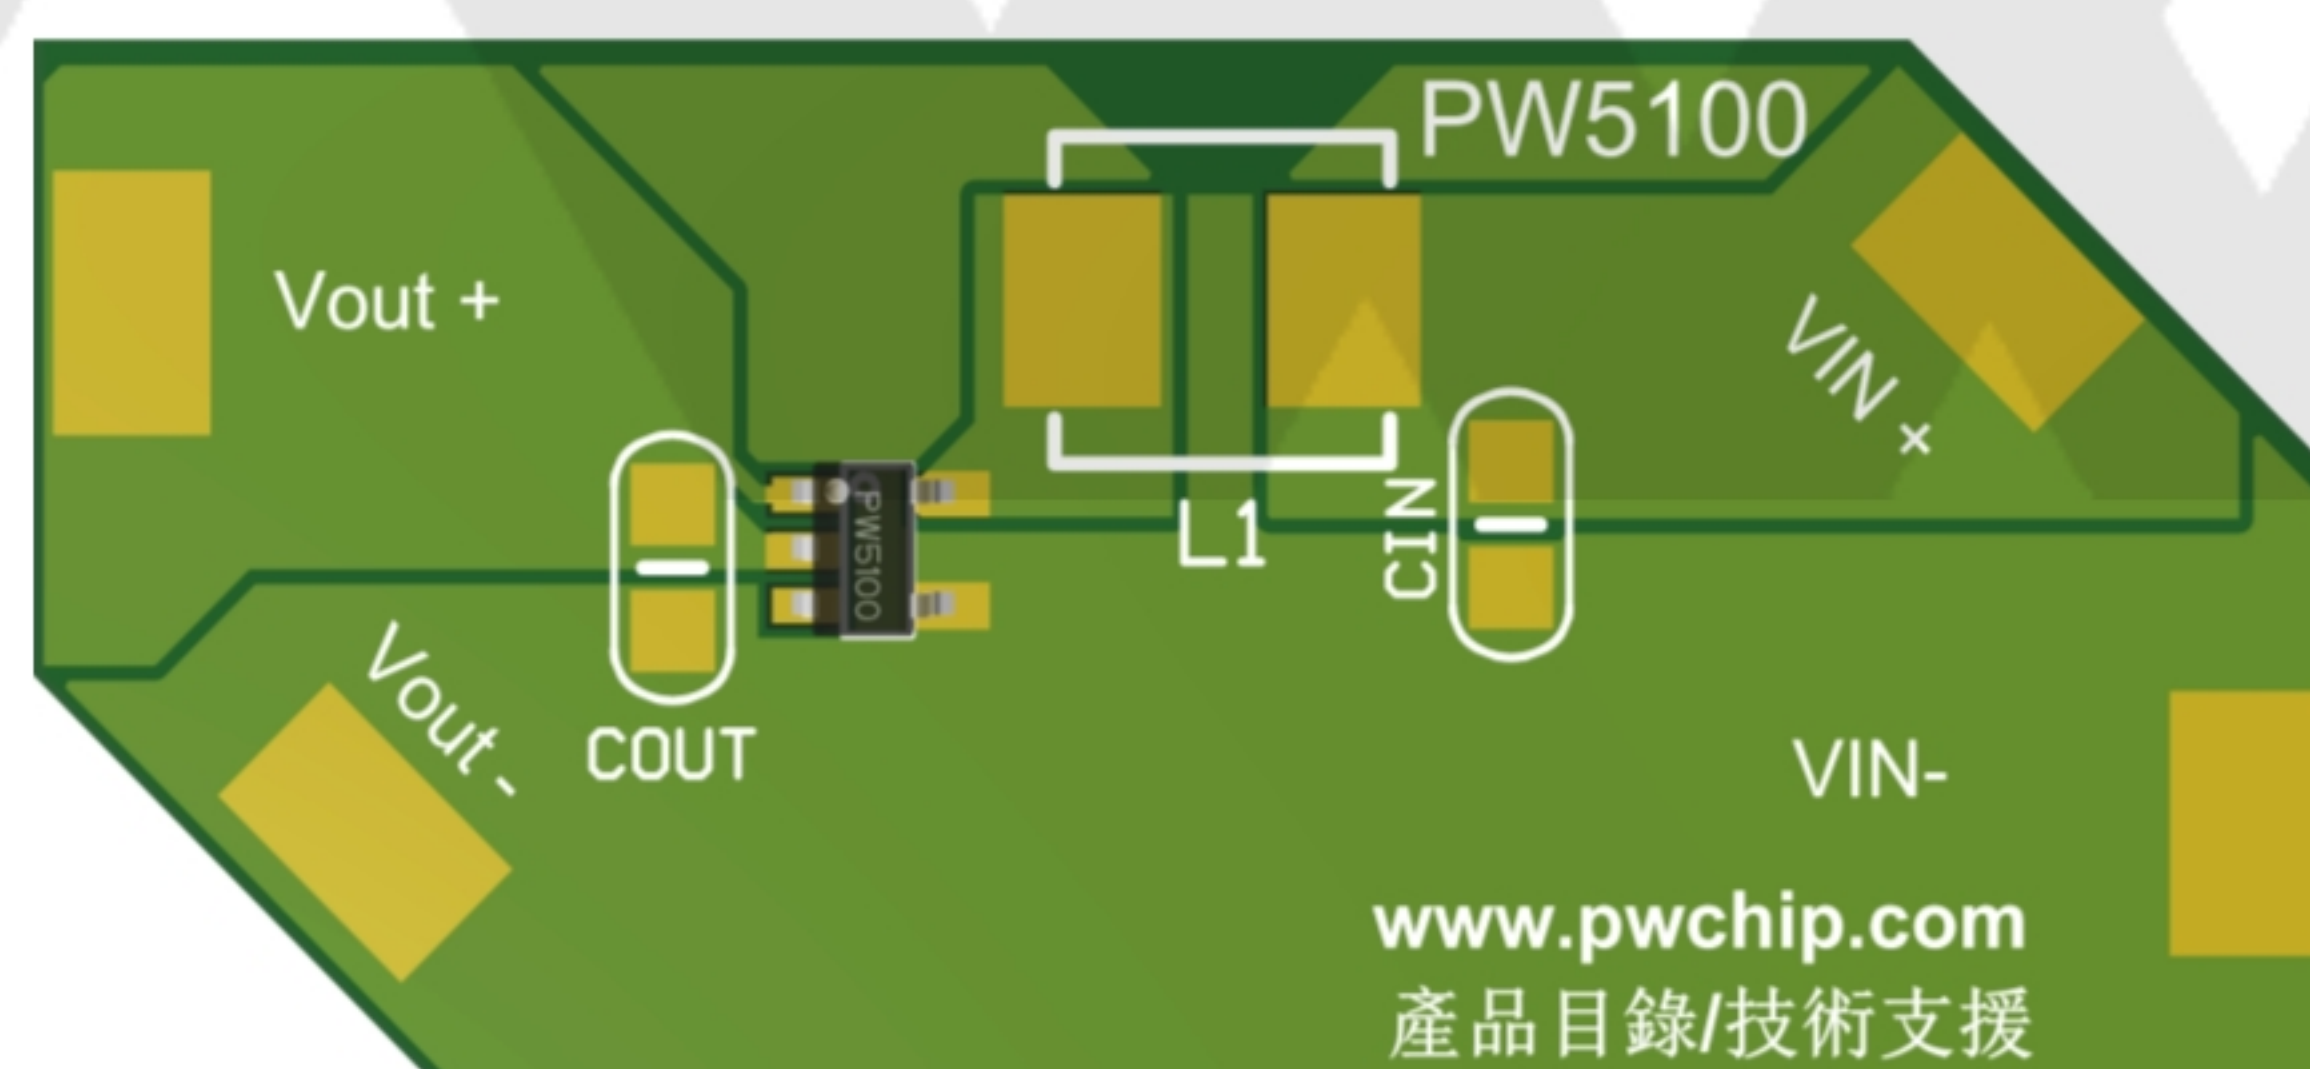 PW5100
Vout +
VIN +
PW5100
L1
CIN
Vout -
COUT
VIN-
www.pwchip.com
產品目錄/技術支援